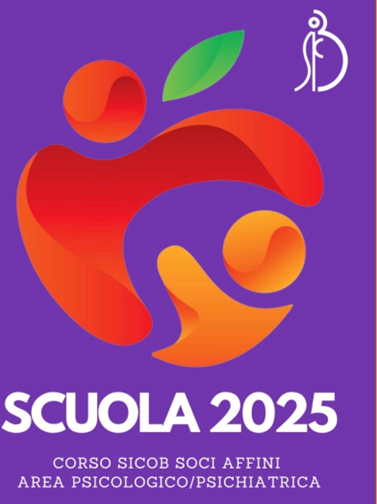 SCUOLA 2025
CORSO SICOB SOCI AFFINI
AREA PSICOLOGICO/PSICHIATRICA